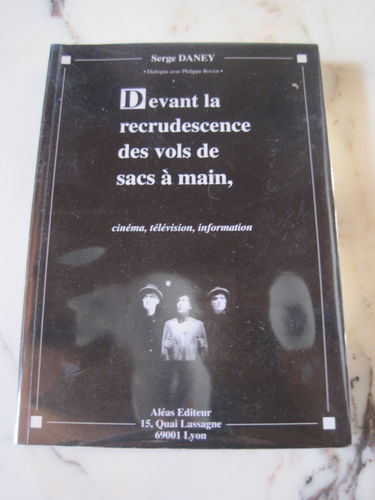 Serge DANEY
• Dialogue avec Philippe Roux •
Devant la
recrudescence
des vols de
sacs à main,
cinéma, télévision, information
Aléas Editeur
15, Quai Lassagne
69001 Lyon